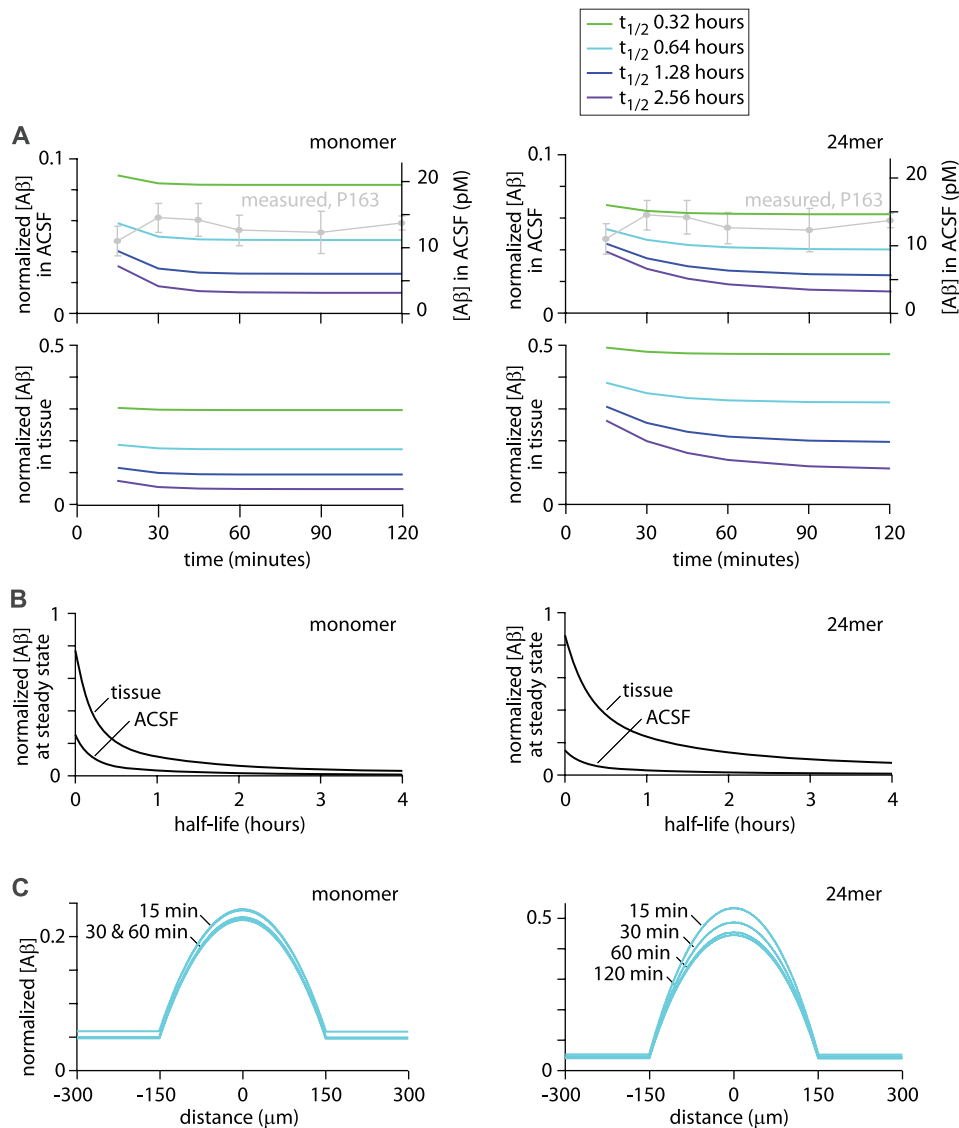 t1/2 0.32 hours
t1/2 0.64 hours
t1/2 1.28 hours
t1/2 2.56 hours
A
monomer
normalized [Aβ]
in ACSF
0.1
0
measured, P163
20
10
0
[Aβ] in ACSF (pM)
24mer
normalized [Aβ]
in ACSF
0.1
0
measured, P163
20
10
0
[Aβ] in ACSF (pM)
normalized [Aβ]
in tissue
0.5
0
0 30 60 90 120
time (minutes)
normalized [Aβ]
in tissue
0.5
0
0 30 60 90 120
time (minutes)
B
monomer
normalized [Aβ]
at steady state
1
0
tissue
ACSF
0 1 2 3 4
half-life (hours)
24mer
normalized [Aβ]
at steady state
1
0
tissue
ACSF
0 1 2 3 4
half-life (hours)
C
monomer
normalized [Aβ]
0.2
0
15 min
30 & 60 min
-300 -150 0 150 300
distance (μm)
24mer
0.5
0
15 min
30 min
60 min
120 min
-300 -150 0 150 300
distance (μm)